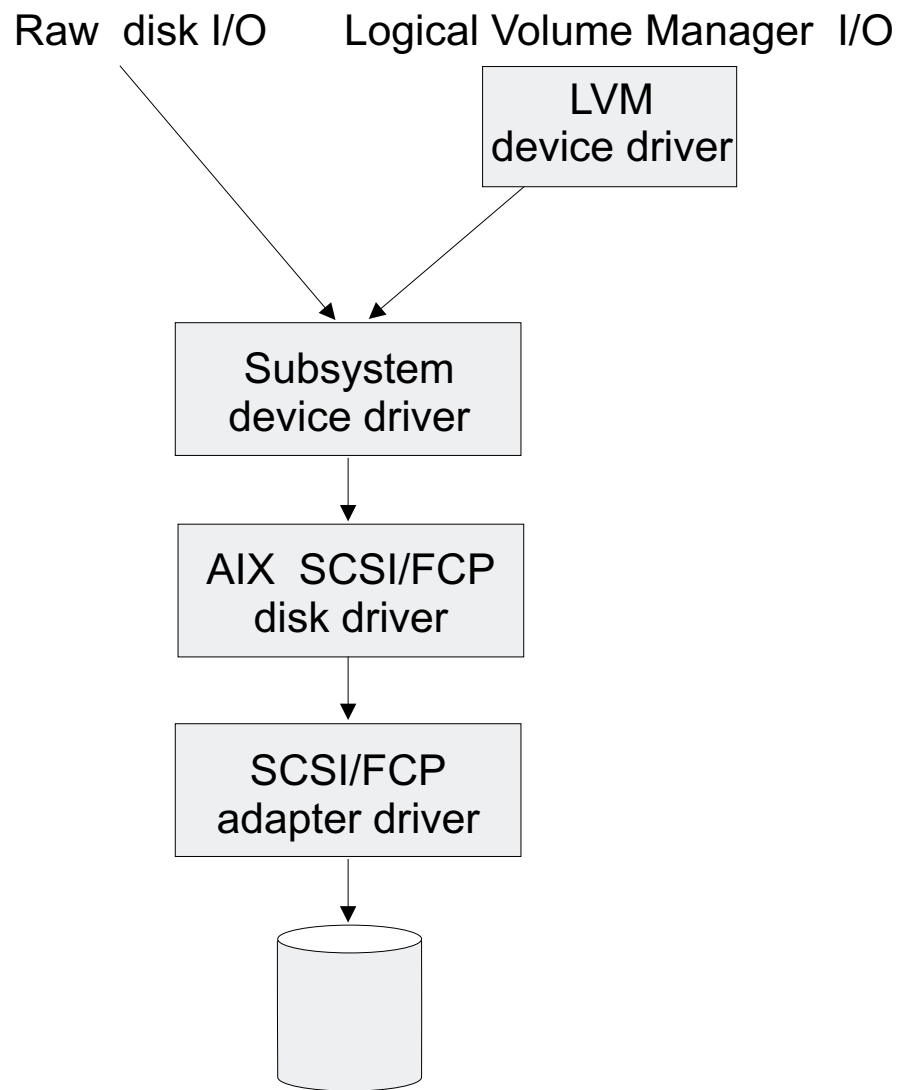 Raw disk I/O Logical Volume Manager I/O
LVM
device driver
Subsystem
device driver
AIX SCSI/FCP
disk driver
SCSI/FCP
adapter driver